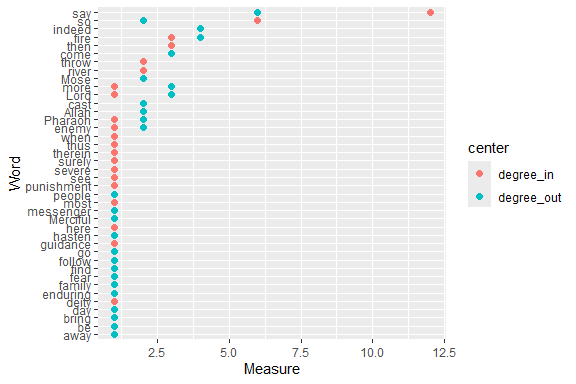 say
so
indeed
fire
then
come
throw
river
Mose
more
Lord
cast
Allah
Pharaoh
enemy
when
thus
therein
surely
severe
see
punishment
people
most
messenger
Merciful
here
hasten
guidance
go
follow
find
fear
family
enduring
deity
day
bring
be
away
Word
2.5 5.0 7.5 10.0 12.5
Measure
center
degree_in
degree_out